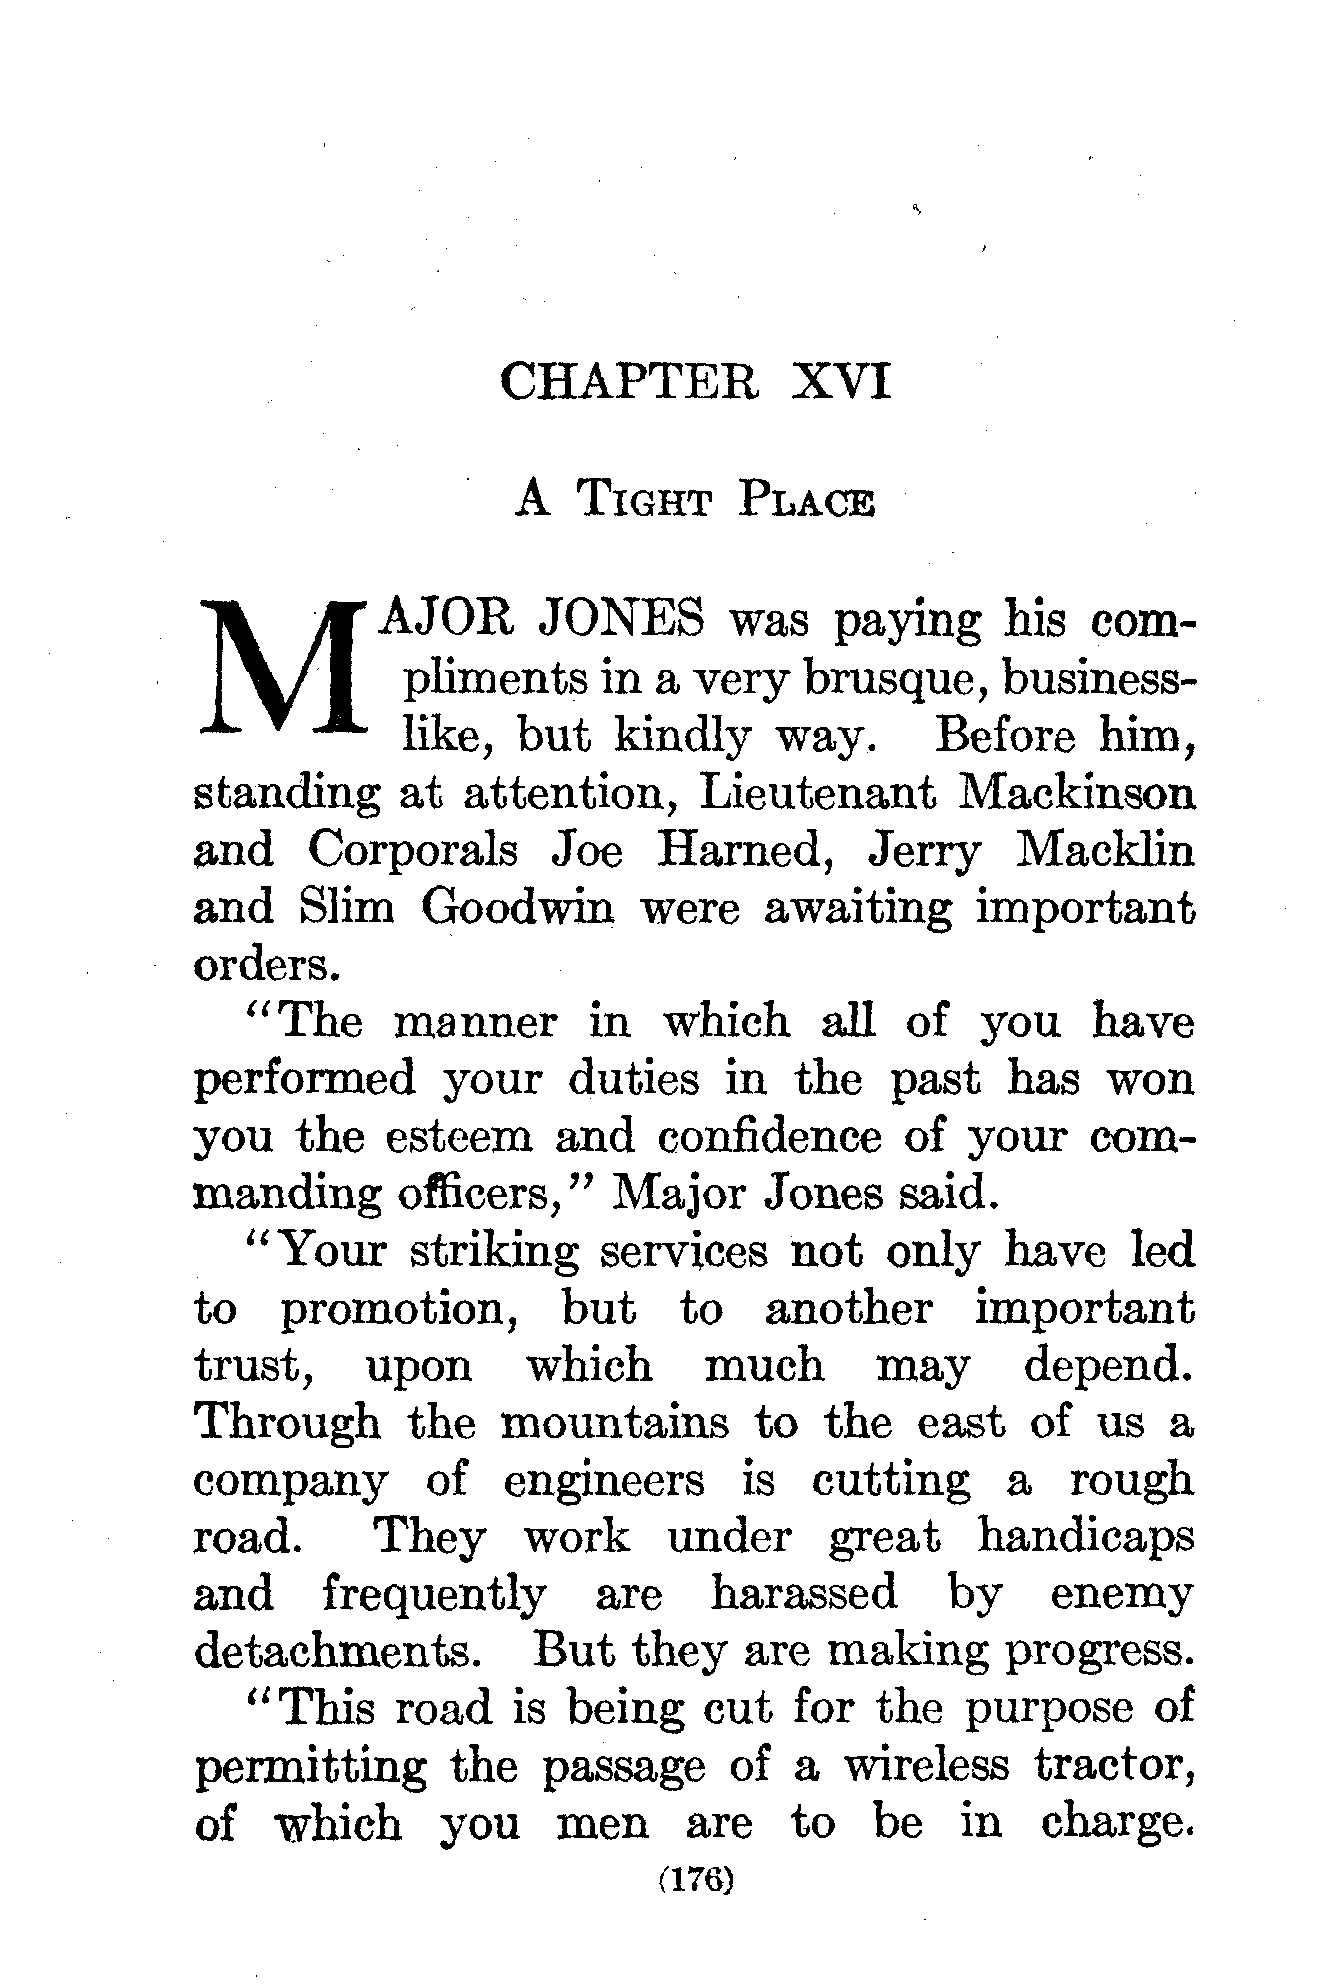 CHAPTER XVI
A TIGHT PLACE
MAJOR JONES was paying his com-
pliments in a very brusque, business-
like, but kindly way. Before him,
standing at attention, Lieutenant Mackinson
and Corporals Joe Harned, Jerry Macklin
and Slim Goodwin were awaiting important
orders.
"The manner in which all of you have
performed your duties in the past has won
you the esteem and confidence of your com-
manding officers," Major Jones said.
"Your striking services not only have led
to promotion, but to another important
trust, upon which much may depend.
Through the mountains to the east of us a
company of engineers is cutting a rough
road. They work under great handicaps
and frequently are harassed by enemy
detachments. But they are making progress.
"This road is being cut for the purpose of
permitting the passage of a wireless tractor,
of which you men are to be in charge.
(176)